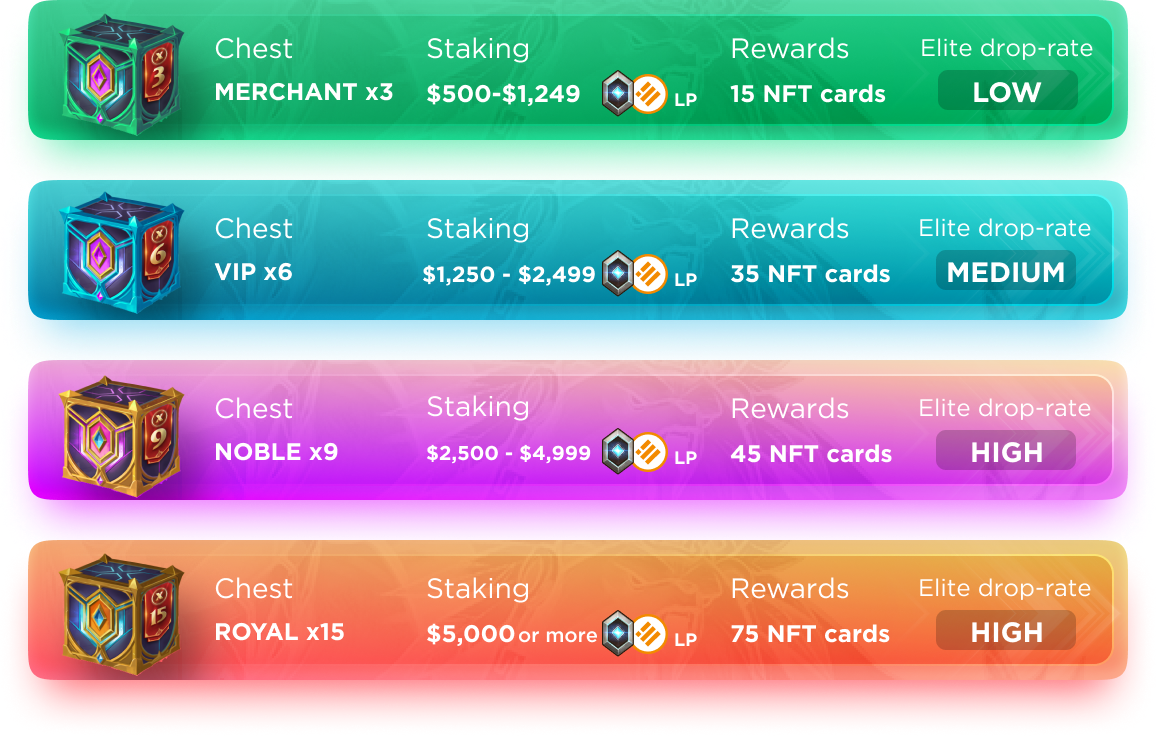 Chest Staking Rewards Elite drop-rate
x
3
MERCHANT x3 $500-$1,249 LP 15 NFT cards LOW
Chest Staking Rewards Elite drop-rate
x
6
VIP x6 $1,250 - $2,499 LP 35 NFT cards MEDIUM
Chest Staking Rewards Elite drop-rate
x
9
NOBLE x9 $2,500 - $4,999 LP 45 NFT cards HIGH
Chest Staking Rewards Elite drop-rate
x
15
ROYAL x15 $5,000 or more LP 75 NFT cards HIGH